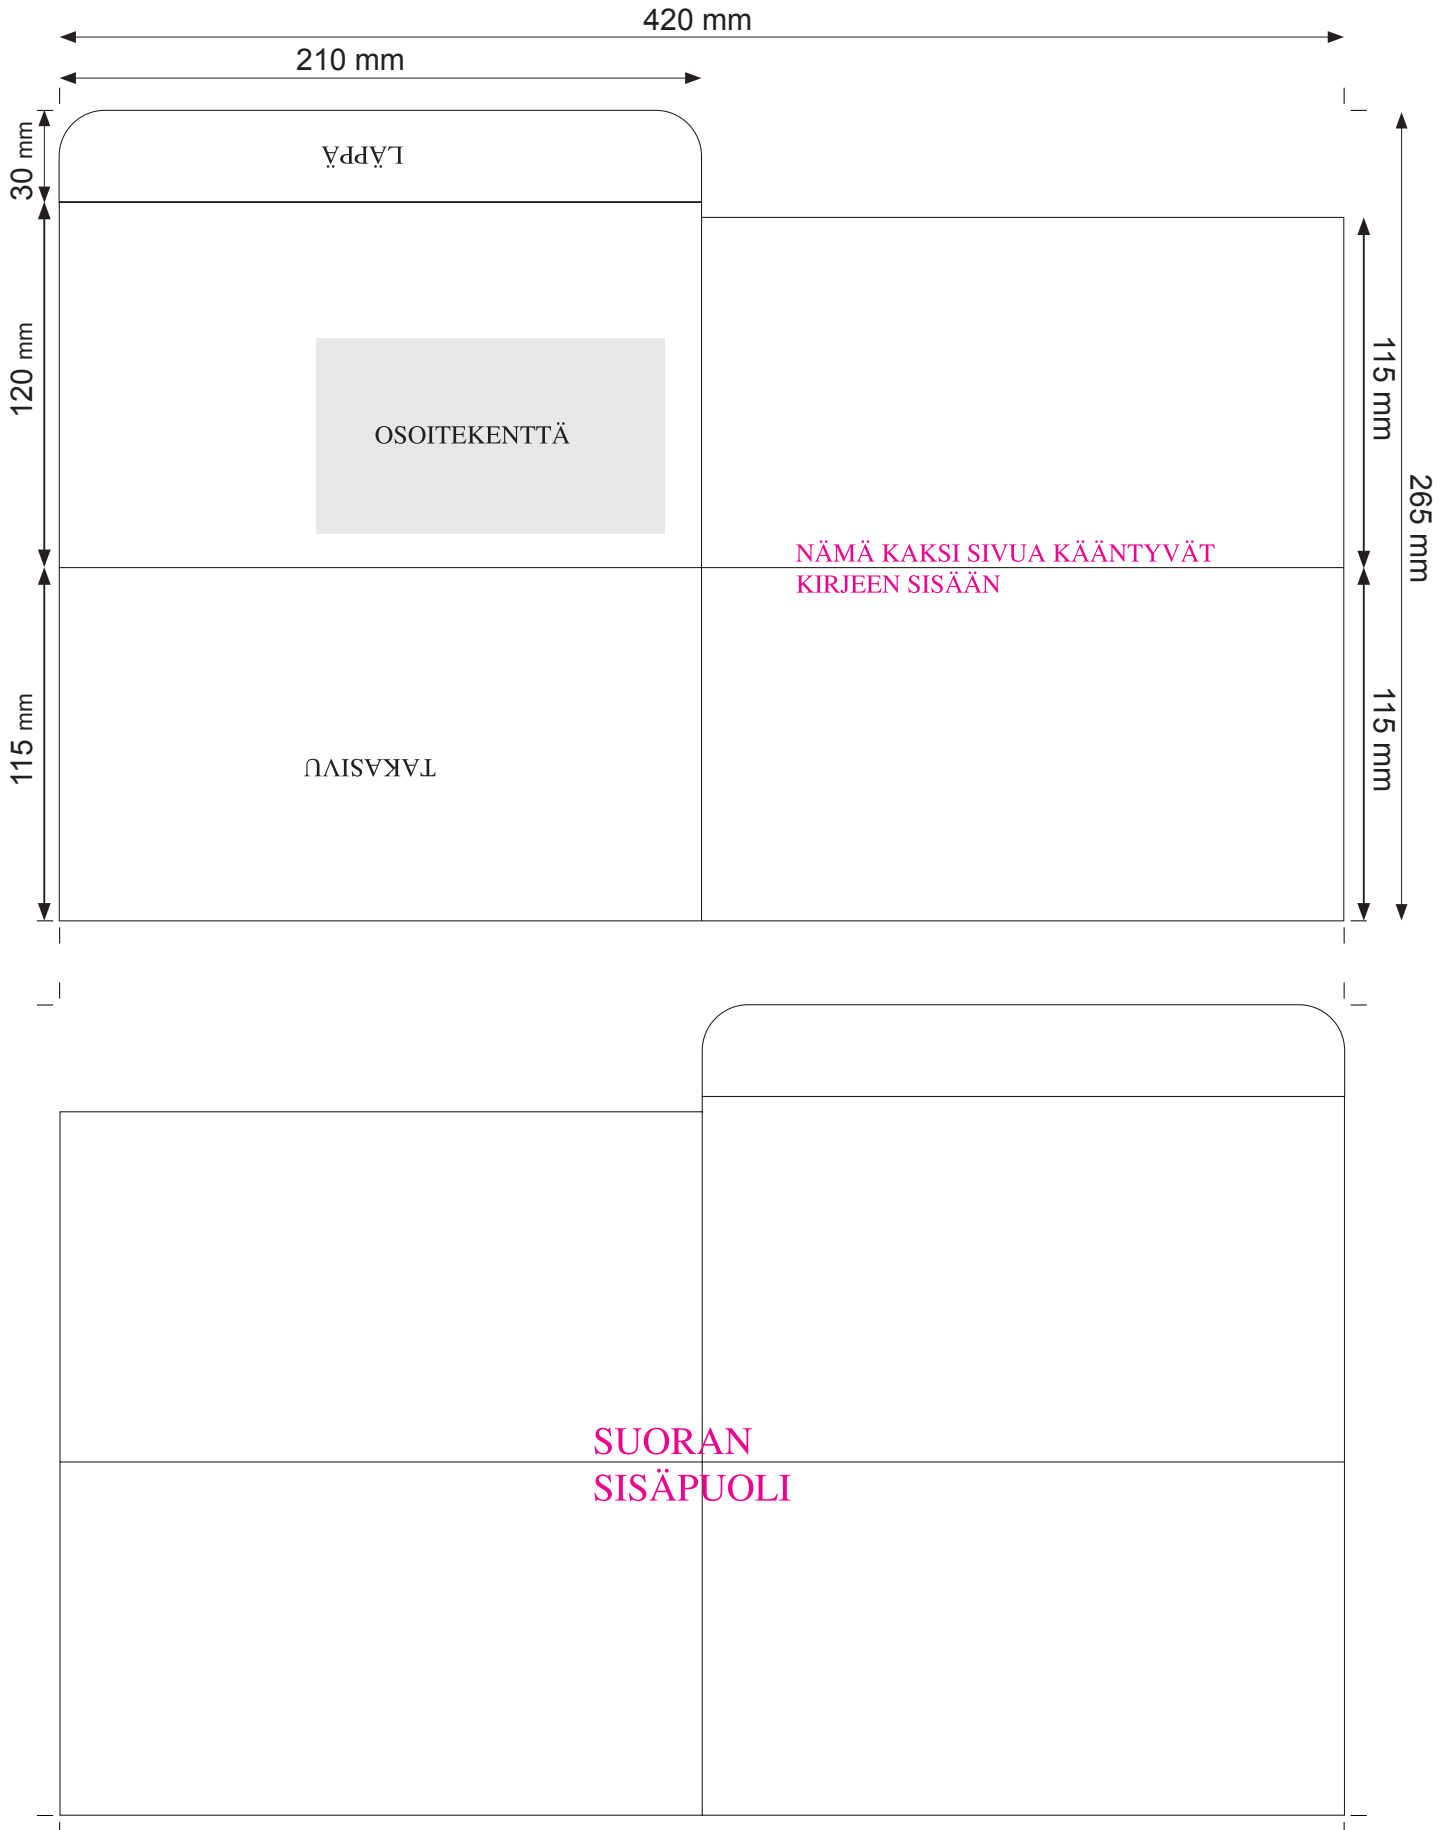 420 mm
210 mm
30 mm
LÄPPÄ
120 mm
115 mm
OSOITEKENTTÄ
265 mm
NÄMÄ KAKSI SIVUA KÄÄNTYVÄT
KIRJEEN SISÄÄN
115 mm
115 mm
TAKASIVU
SUORAN
SISÄPUOLI